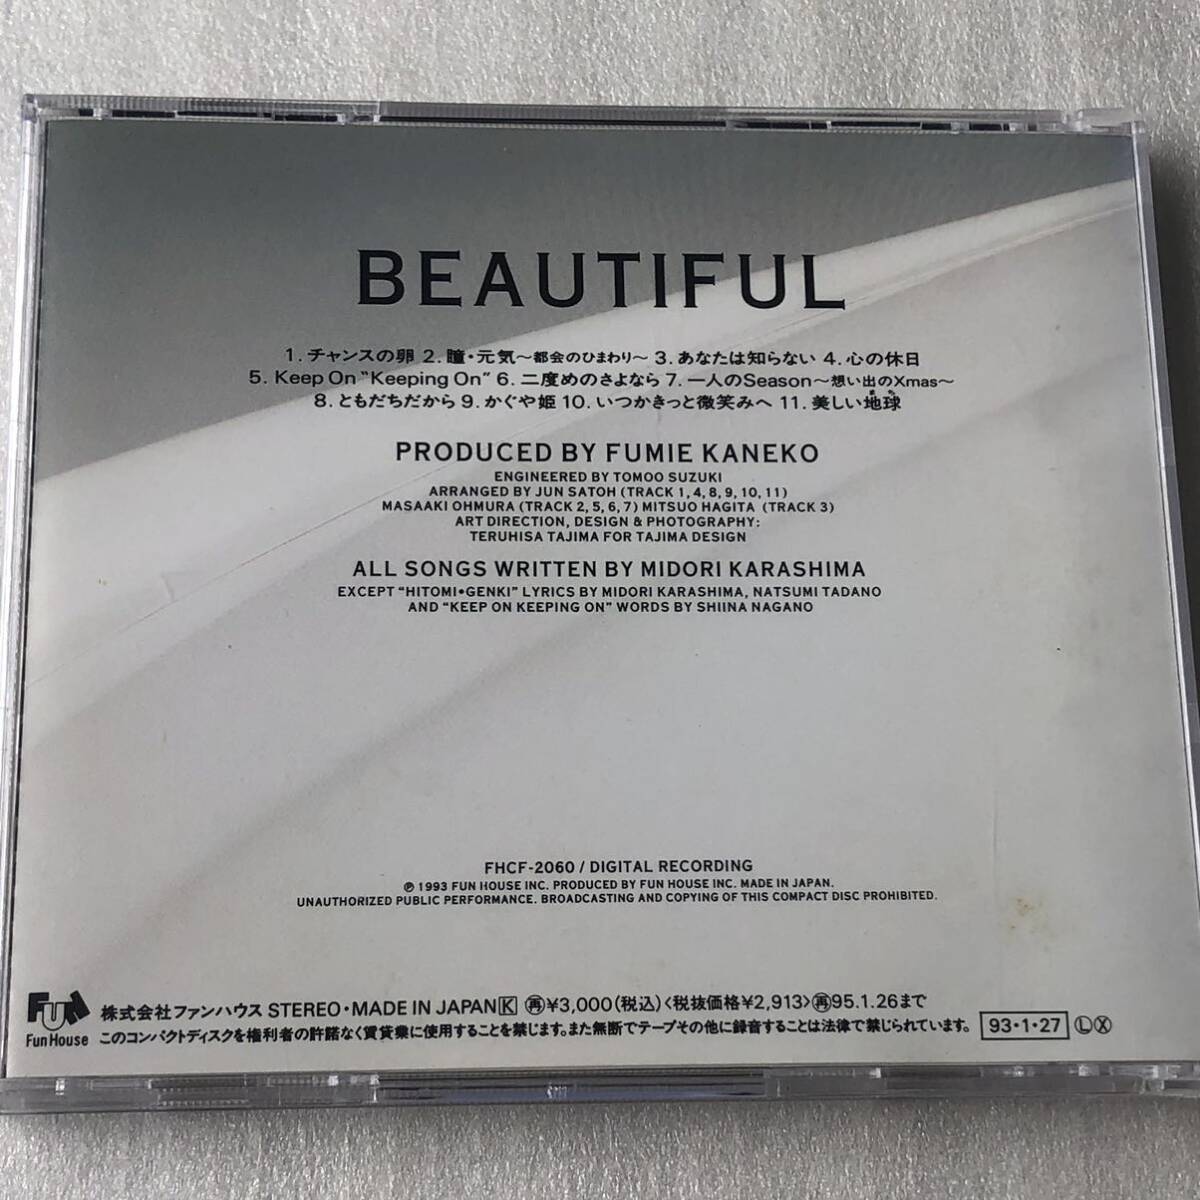 BEAUTIFUL
1. チャンスの卵 2. 瞳・元気〜都会のひまわり〜 3. あなたは知らない 4. 心の休日
5. Keep On "Keeping On" 6. 二度めのさよなら 7. 一人のSeason〜想い出のXmas〜
8. ともだちだから 9. かぐや姫 10. いつかきっと微笑みへ 11. 美しい地球
PRODUCED BY FUMIE KANEKO
ENGINEERED BY TOMOO SUZUKI
ARRANGED BY JUN SATOH (TRACK 1, 4, 8, 9, 10, 11)
MASAAKI OHMURA (TRACK 2, 5, 6, 7) MITSUO HAGITA (TRACK 3)
ART DIRECTION, DESIGN & PHOTOGRAPHY:
TERUHISA TAJIMA FOR TAJIMA DESIGN
ALL SONGS WRITTEN BY MIDORI KARASHIMA
EXCEPT "HITOMI•GENKI" LYRICS BY MIDORI KARASHIMA, NATSUMI TADANO
AND "KEEP ON KEEPING ON" WORDS BY SHIINA NAGANO
FHCF-2060 / DIGITAL RECORDING
Ⓟ 1993 FUN HOUSE INC. PRODUCED BY FUN HOUSE INC. MADE IN JAPAN.
UNAUTHORIZED PUBLIC PERFORMANCE. BROADCASTING AND COPYING OF THIS COMPACT DISC PROHIBITED.
FUN
Fun House
株式会社ファンハウス STEREO・MADE IN JAPAN K 再¥3,000(税込)〈税抜価格¥2,913〉再95.1.26まで
このコンパクトディスクを権利者の許諾なく賃貸業に使用することを禁じます。また無断でテープその他に録音することは法律で禁じられています。 93・1・27 Ⓛ Ⓧ